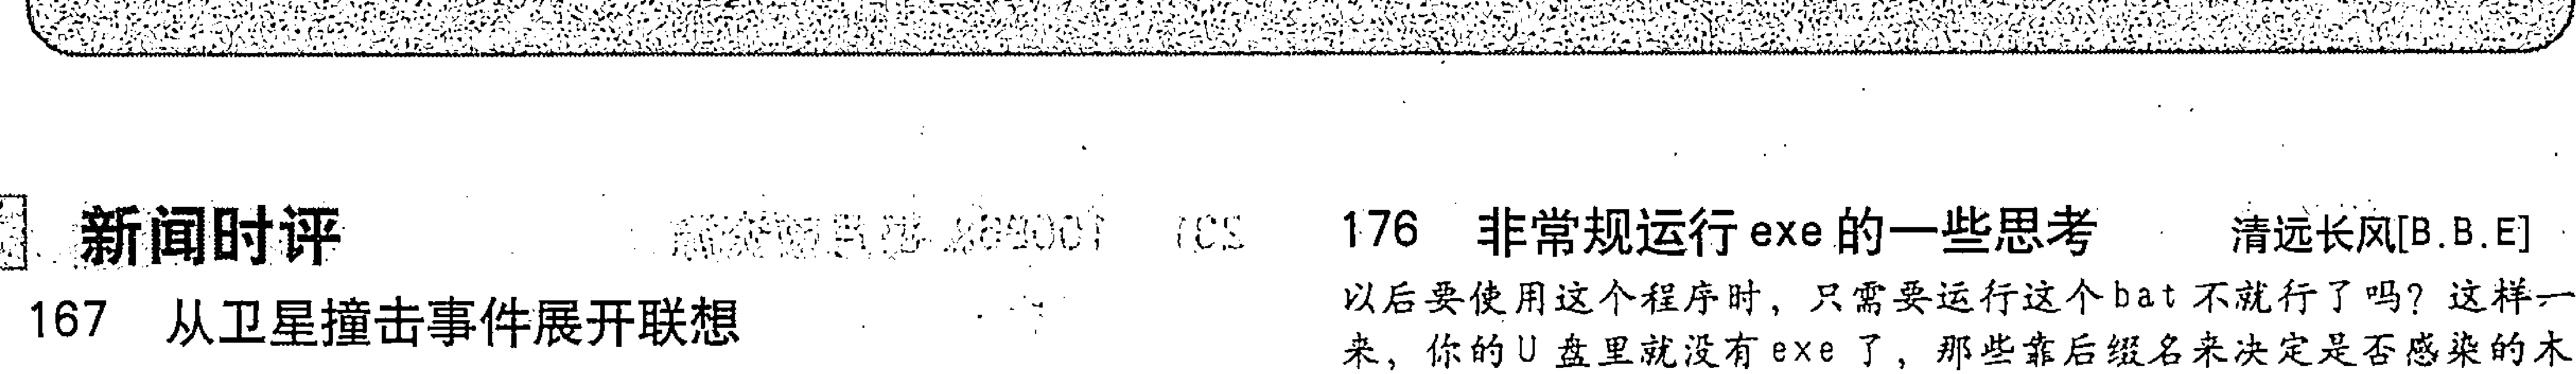 新闻时评
167 从卫星撞击事件展开联想
176 非常规运行exe的一些思考 清远长风[B.B.E]
以后要使用这个程序时，只需要运行这个bat不就行了吗？这样一
来，你的U盘里就没有exe了，那些靠后缀名来决定是否感染的木